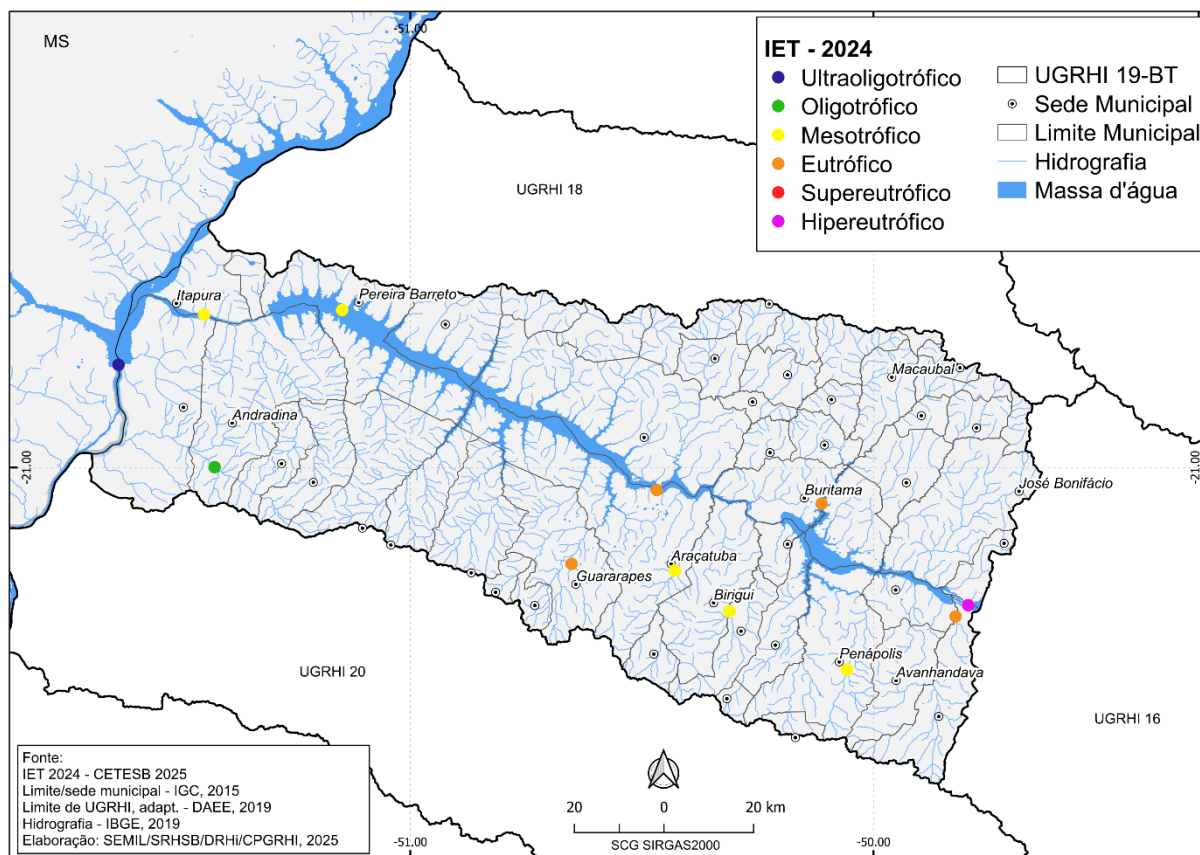 MS
-51.00
UGRHI 18
IET - 2024
Ultraoligotrófico
Oligotrófico
Mesotrófico
Eutrófico
Supereutrófico
Hipereutrófico
UGRHI 19-BT
Sede Municipal
Limite Municipal
Hidrografia
Massa d'água
Itapura
Pereira Barreto
Macaubal
Andradina
-21.00
-21.00
José Bonifácio
Buritama
Araçatuba
Guararapes
Birigui
Penápolis
Avanhandava
UGRHI 20
UGRHI 16
Fonte:
IET 2024 - CETESB 2025
Limite/sede municipal - IGC, 2015
Limite de UGRHI, adapt. - DAEE, 2019
Hidrografia - IBGE, 2019
Elaboração: SEMIL/SRHSB/DRHi/CPGRHI, 2025
20 0 20 km
SCG SIRGAS2000
-51.00
-50.00